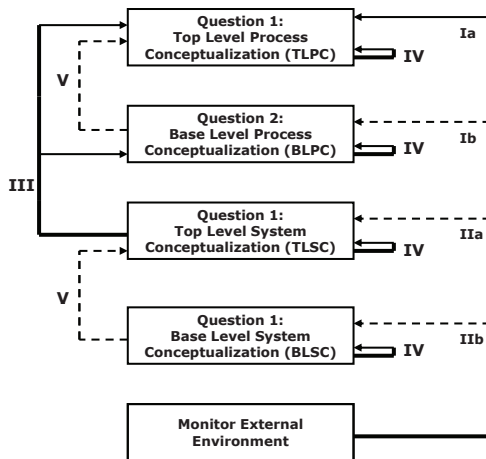 Question 1:
Top Level Process
Conceptualization (TLPC)
Ia
IV
V
Question 2:
Base Level Process
Conceptualization (BLPC)
Ib
IV
III
Question 1:
Top Level System
Conceptualization (TLSC)
IIa
IV
V
Question 1:
Base Level System
Conceptualization (BLSC)
IIb
IV
Monitor External
Environment